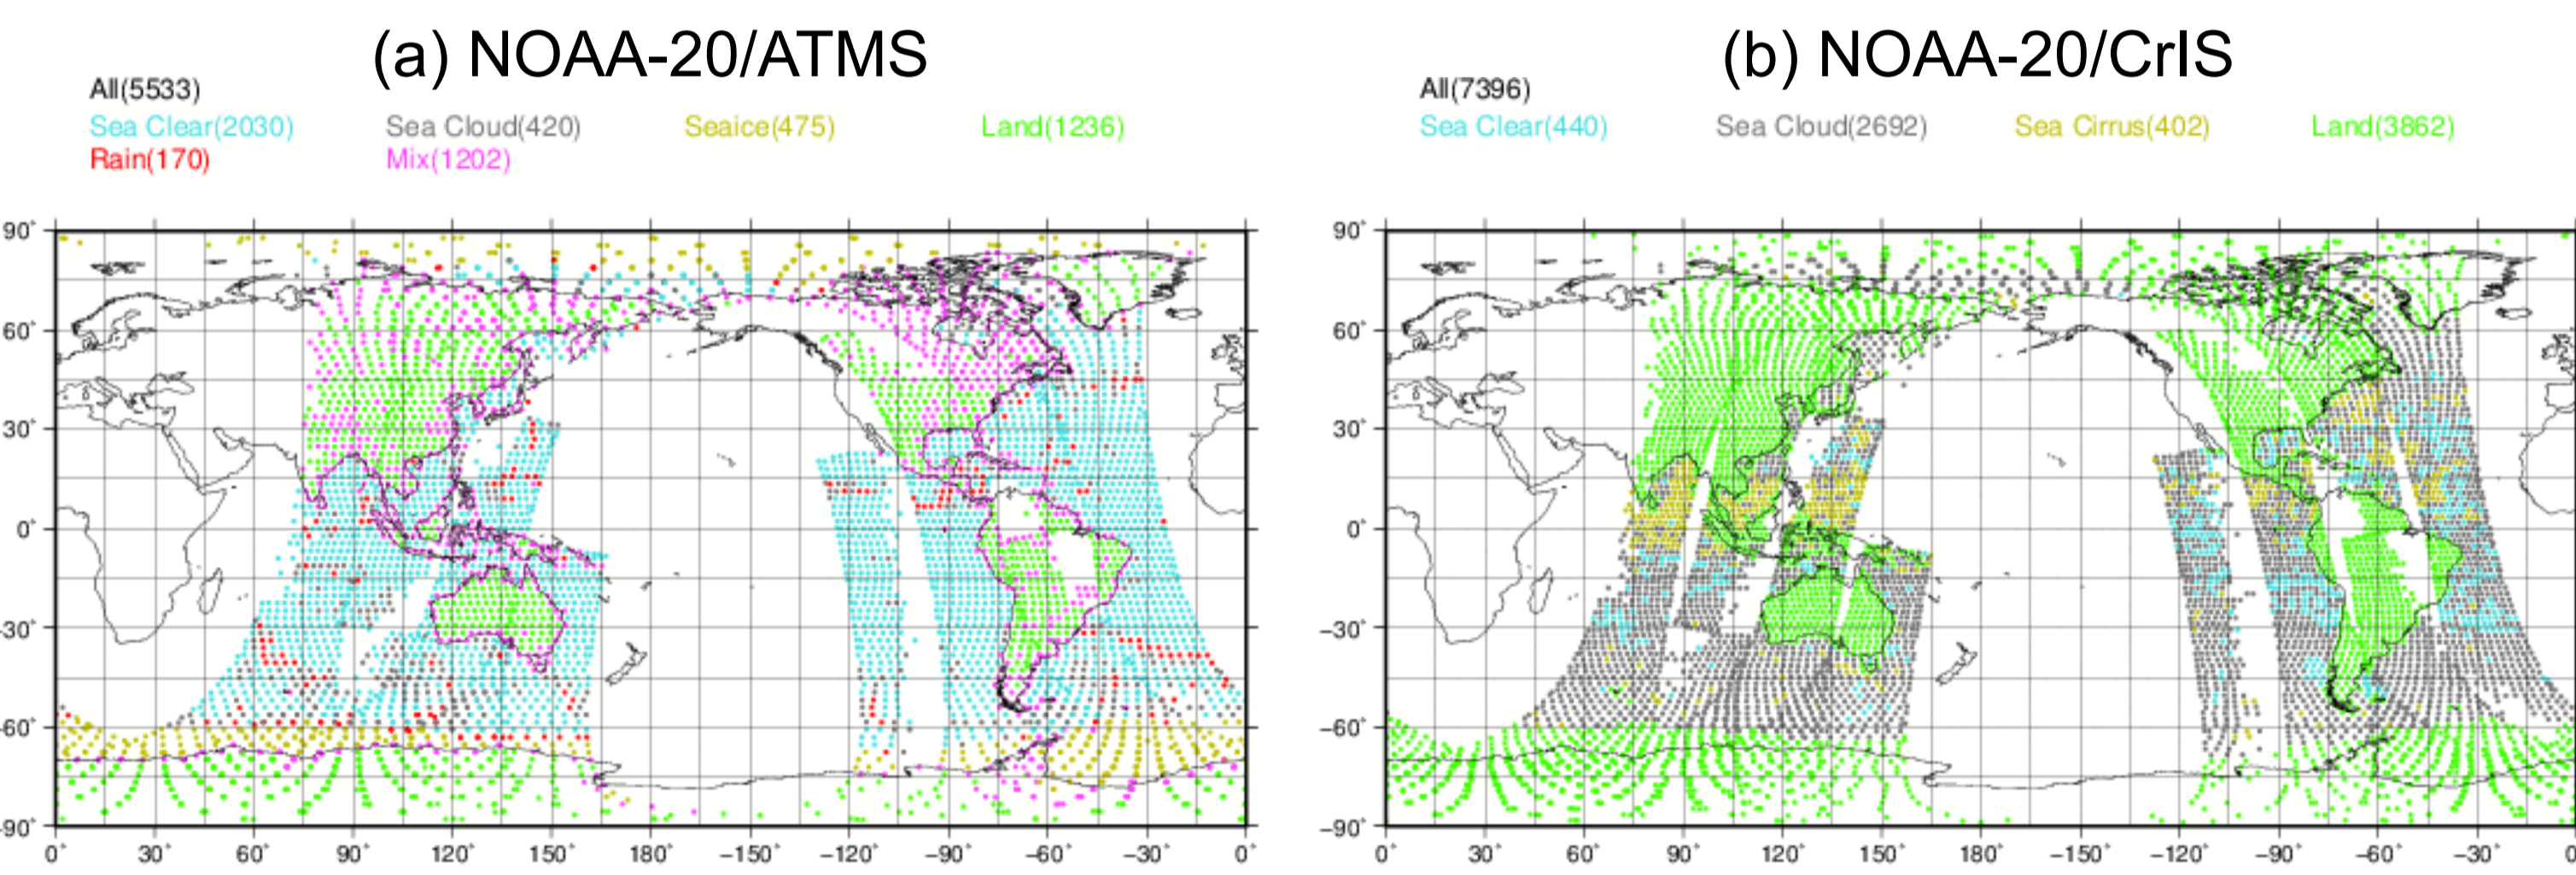 (a) NOAA-20/ATMS
All(5533)
Sea Clear(2030) Sea Cloud(420) Seaice(475) Land(1236)
Rain(170) Mix(1202)
90°
60°
30°
0°
-30°
-60°
-90°
0° 30° 60° 90° 120° 150° 180° -150° -120° -90° -60° -30° 0°
(b) NOAA-20/CrIS
All(7396)
Sea Clear(440) Sea Cloud(2692) Sea Cirrus(402) Land(3862)
90°
60°
30°
0°
-30°
-60°
-90°
0° 30° 60° 90° 120° 150° 180° -150° -120° -90° -60° -30° 0